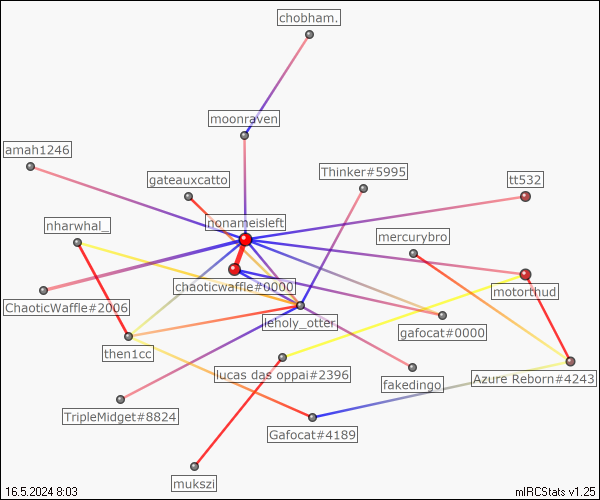 chobham.
moonraven
amah1246
Thinker#5995
gateauxcatto
tt532
nharwhal_
nonameisleft
mercurybro
chaoticwaffle#0000
motorthud
ChaoticWaffle#2006
leholy_otter
gafocat#0000
then1cc
lucas das oppai#2396
Azure Reborn#4243
fakedingo
TripleMidget#8824
Gafocat#4189
mukszi
16.5.2024 8:03
mIRCStats v1.25